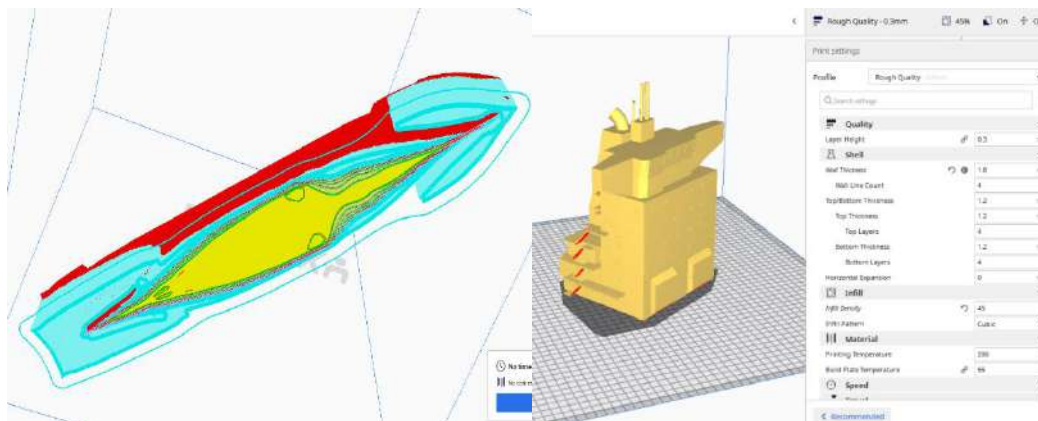 Rough Quality - 0.3mm 45% On
Print settings
Profile Rough Quality
Search settings
Quality
Layer Height 0.3
Shell
Wall Thickness
Wall Line Count 4
Top/Bottom Thickness 1.2
Top Thickness 1.2
Top Layers 4
Bottom Thickness 1.2
Bottom Layers 4
Horizontal Expansion 0
Infill
Infill Density 45
Infill Pattern Cubic
Material
Printing Temperature 200
Build Plate Temperature
Speed
Recommended
No time